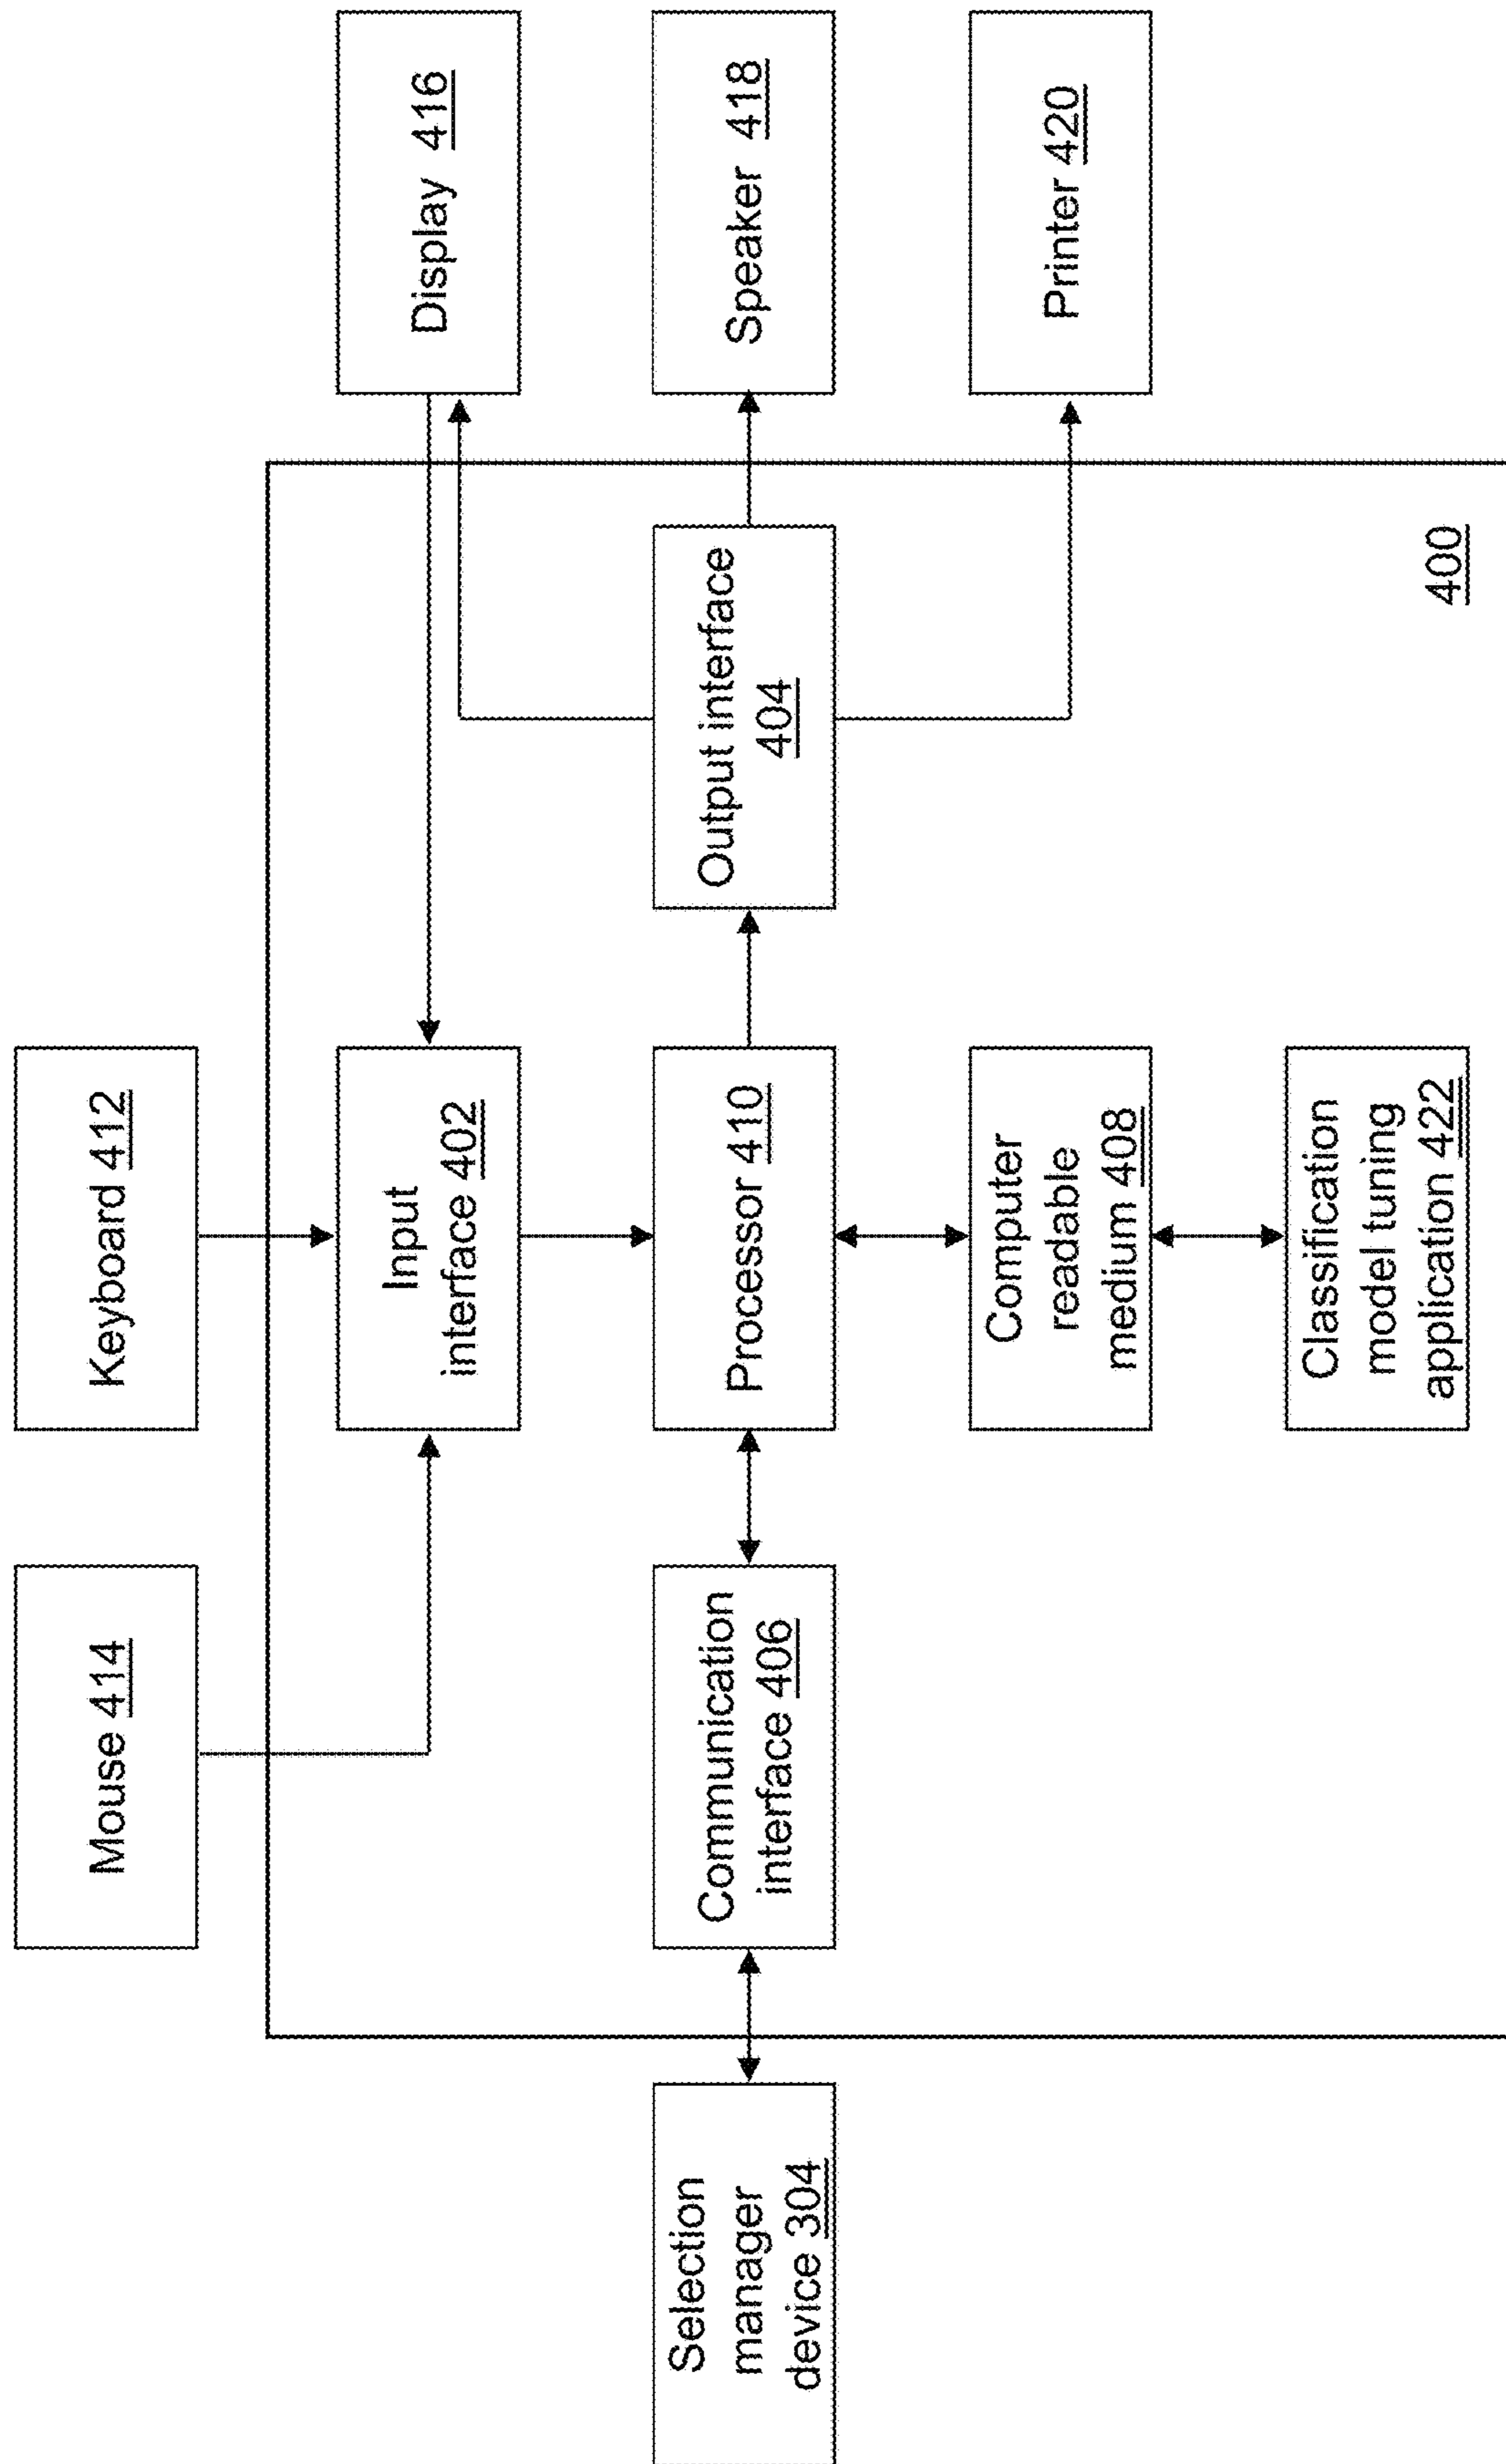 Mouse 414
Keyboard 412
Input
interface 402
Display 416
Selection
manager
device 304
Communication
interface 406
Processor 410
Output interface
404
Speaker 418
Computer
readable
medium 408
Printer 420
Classification
model tuning
application 422
400